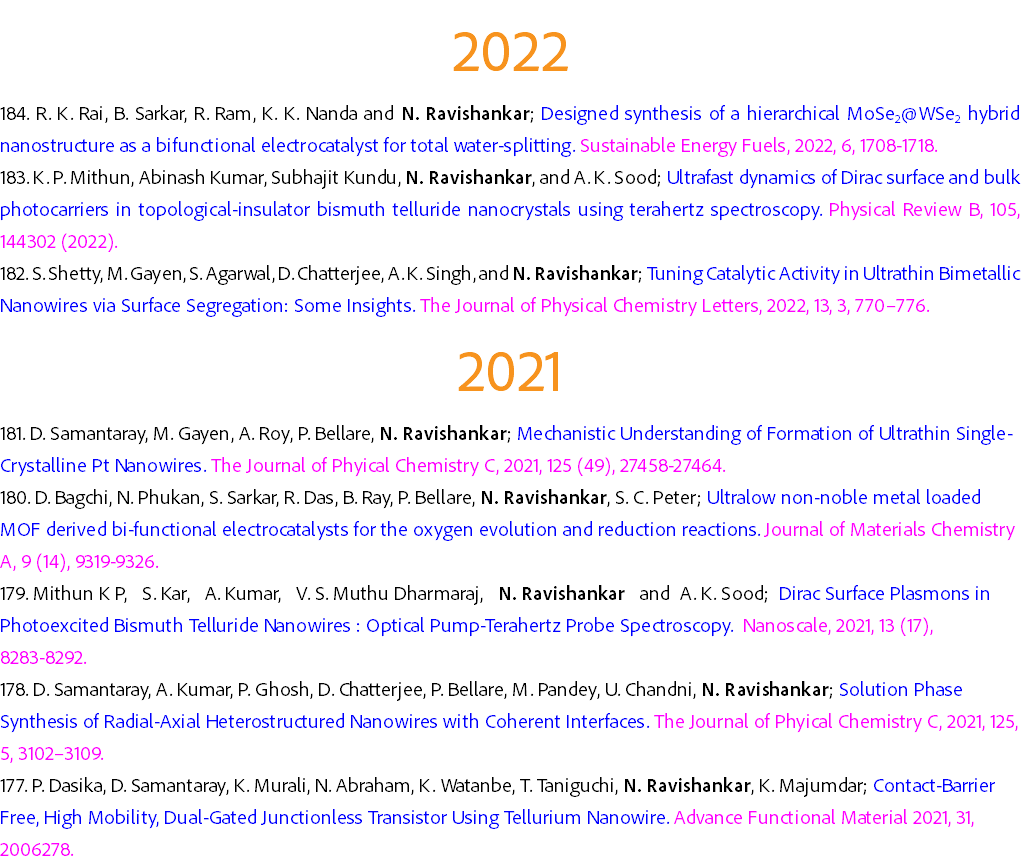 2022
184. R. K. Rai, B. Sarkar, R. Ram, K. K. Nanda and N. Ravishankar; Designed synthesis of a hierarchical MoSe₂@WSe₂ hybrid
nanostructure as a bifunctional electrocatalyst for total water-splitting. Sustainable Energy Fuels, 2022, 6, 1708-1718.
183. K. P. Mithun, Abinash Kumar, Subhajit Kundu, N. Ravishankar, and A. K. Sood; Ultrafast dynamics of Dirac surface and bulk
photocarriers in topological-insulator bismuth telluride nanocrystals using terahertz spectroscopy. Physical Review B, 105,
144302 (2022).
182. S. Shetty, M. Gayen, S. Agarwal, D. Chatterjee, A. K. Singh, and N. Ravishankar; Tuning Catalytic Activity in Ultrathin Bimetallic
Nanowires via Surface Segregation: Some Insights. The Journal of Physical Chemistry Letters, 2022, 13, 3, 770–776.
2021
181. D. Samantaray, M. Gayen, A. Roy, P. Bellare, N. Ravishankar; Mechanistic Understanding of Formation of Ultrathin Single-
Crystalline Pt Nanowires. The Journal of Phyical Chemistry C, 2021, 125 (49), 27458-27464.
180. D. Bagchi, N. Phukan, S. Sarkar, R. Das, B. Ray, P. Bellare, N. Ravishankar, S. C. Peter; Ultralow non-noble metal loaded
MOF derived bi-functional electrocatalysts for the oxygen evolution and reduction reactions. Journal of Materials Chemistry
A, 9 (14), 9319-9326.
179. Mithun K P, S. Kar, A. Kumar, V. S. Muthu Dharmaraj, N. Ravishankar and A. K. Sood; Dirac Surface Plasmons in
Photoexcited Bismuth Telluride Nanowires : Optical Pump-Terahertz Probe Spectroscopy. Nanoscale, 2021, 13 (17),
8283-8292.
178. D. Samantaray, A. Kumar, P. Ghosh, D. Chatterjee, P. Bellare, M. Pandey, U. Chandni, N. Ravishankar; Solution Phase
Synthesis of Radial-Axial Heterostructured Nanowires with Coherent Interfaces. The Journal of Phyical Chemistry C, 2021, 125,
5, 3102–3109.
177. P. Dasika, D. Samantaray, K. Murali, N. Abraham, K. Watanbe, T. Taniguchi, N. Ravishankar, K. Majumdar; Contact-Barrier
Free, High Mobility, Dual-Gated Junctionless Transistor Using Tellurium Nanowire. Advance Functional Material 2021, 31,
2006278.